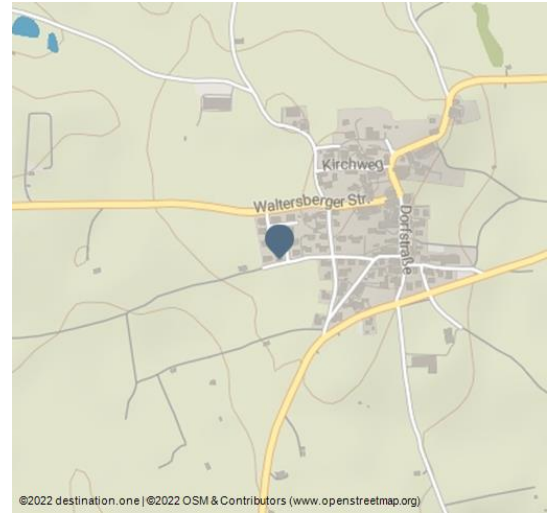 Kirchweg
Waltersberger Str.
Dorfstraße
©2022 destination.one | ©2022 OSM & Contributors (www.openstreetmap.org)